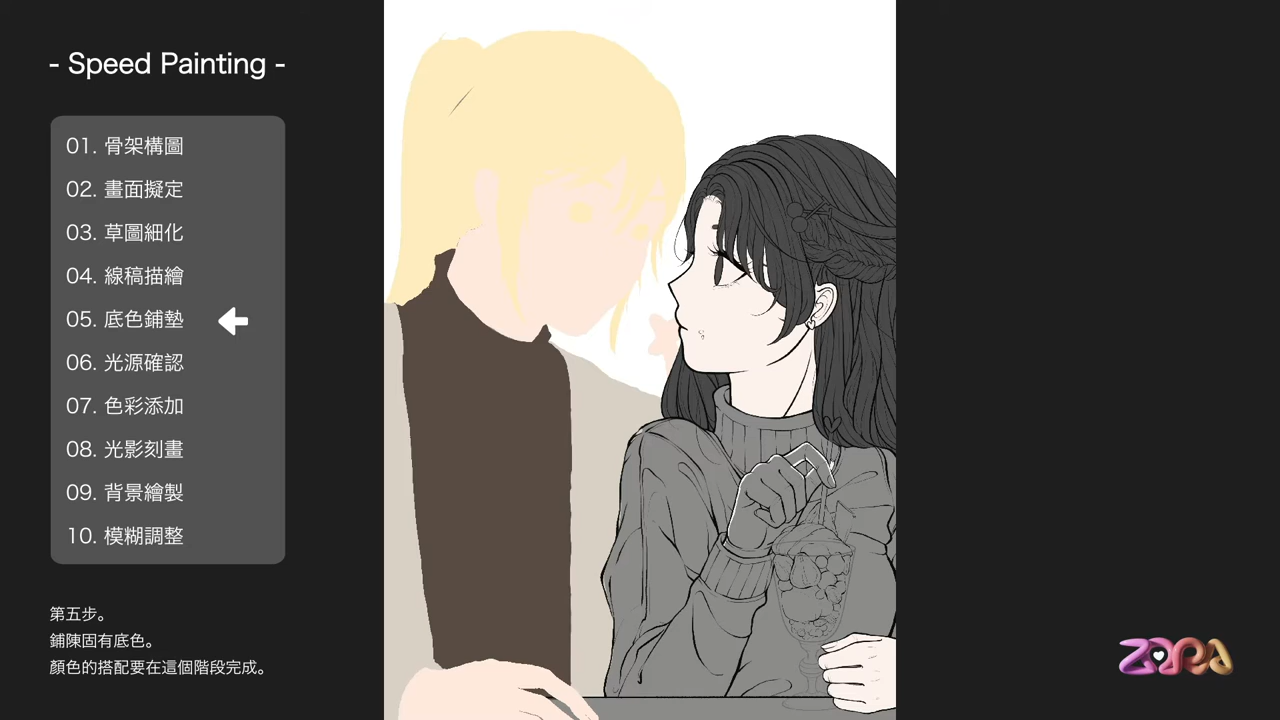 - Speed Painting -
01. 骨架構圖
02. 畫面擬定
03. 草圖細化
04. 線稿描繪
05. 底色鋪墊
06. 光源確認
07. 色彩添加
08. 光影刻畫
09. 背景繪製
10. 模糊調整
第五步。
鋪陳固有底色。
顏色的搭配要在這個階段完成。
ZARA